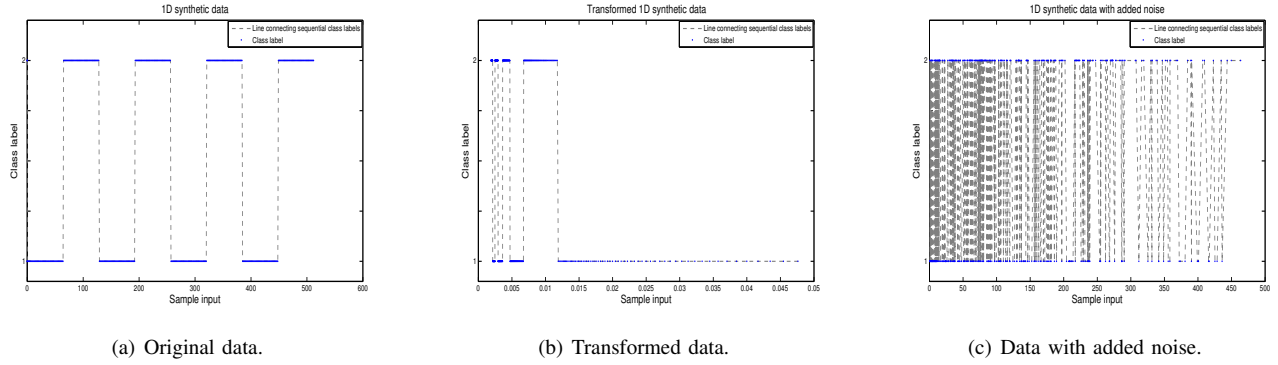 1D synthetic data
Line connecting sequential class labels
Class label
2
1
Class label
0 100 200 300 400 500 600
Sample input
(a) Original data.
Transformed 1D synthetic data
Line connecting sequential class labels
Class label
2
1
Class label
0 0.005 0.01 0.015 0.02 0.025 0.03 0.035 0.04 0.045 0.05
Sample input
(b) Transformed data.
1D synthetic data with added noise
Line connecting sequential class labels
Class label
2
1
Class label
0 50 100 150 200 250 300 350 400 450 500
Sample input
(c) Data with added noise.